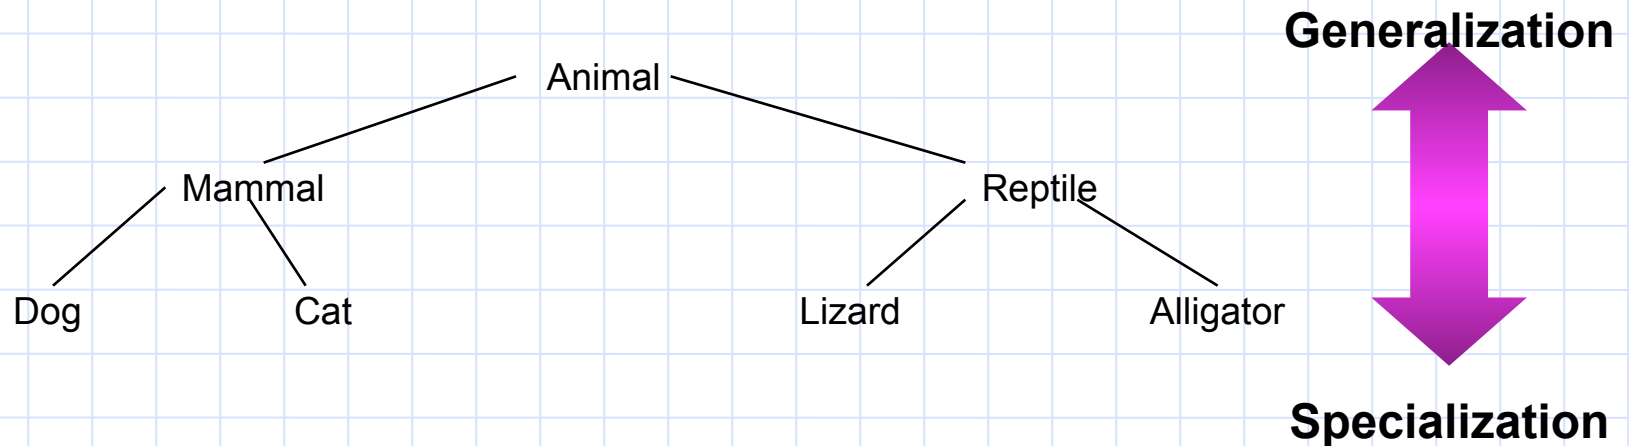 Generalization
Animal
Mammal
Reptile
Dog
Cat
Lizard
Alligator
Specialization